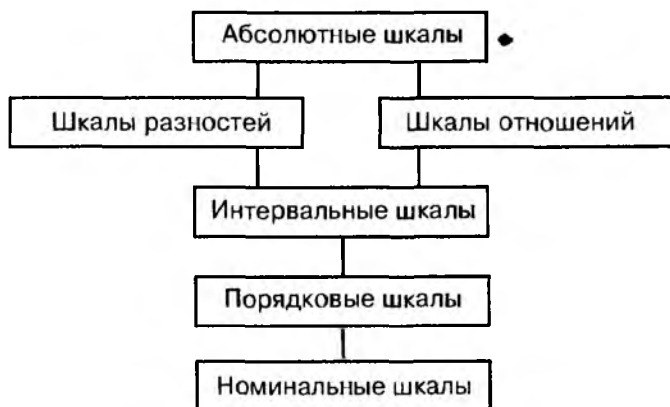 Абсолютные шкалы
Шкалы разностей
Шкалы отношений
Интервальные шкалы
Порядковые шкалы
Номинальные шкалы